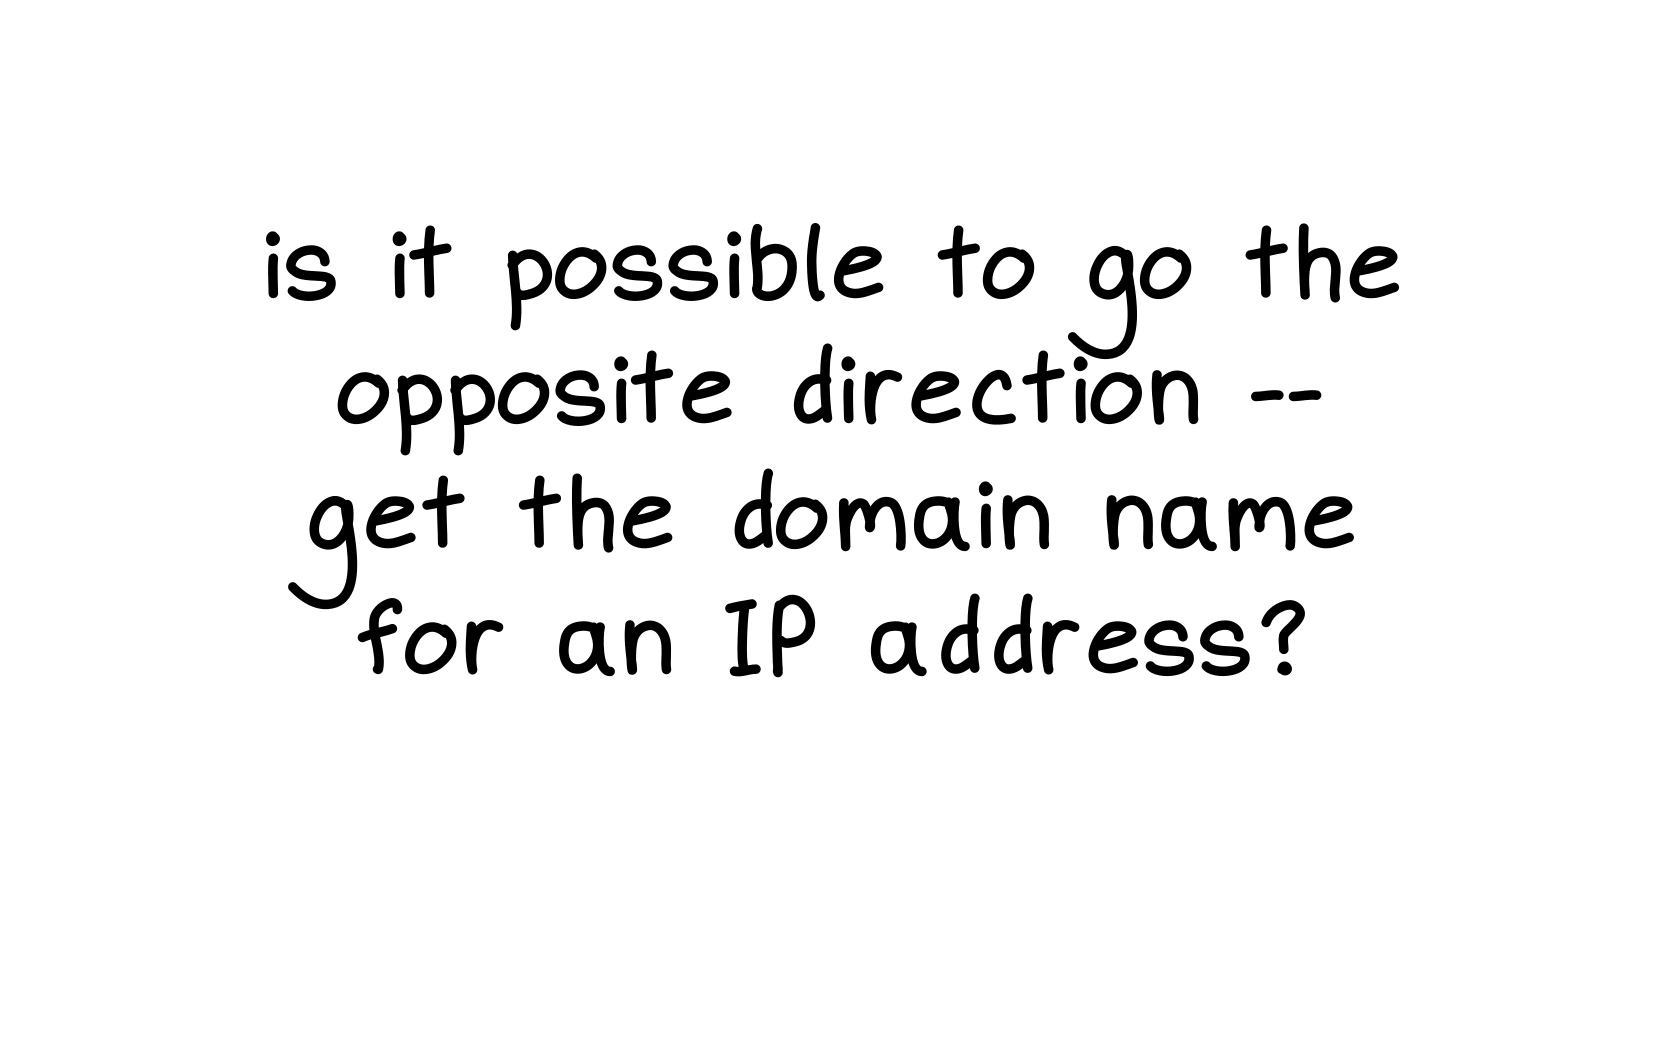 is it possible to go the
opposite direction --
get the domain name
for an IP address?